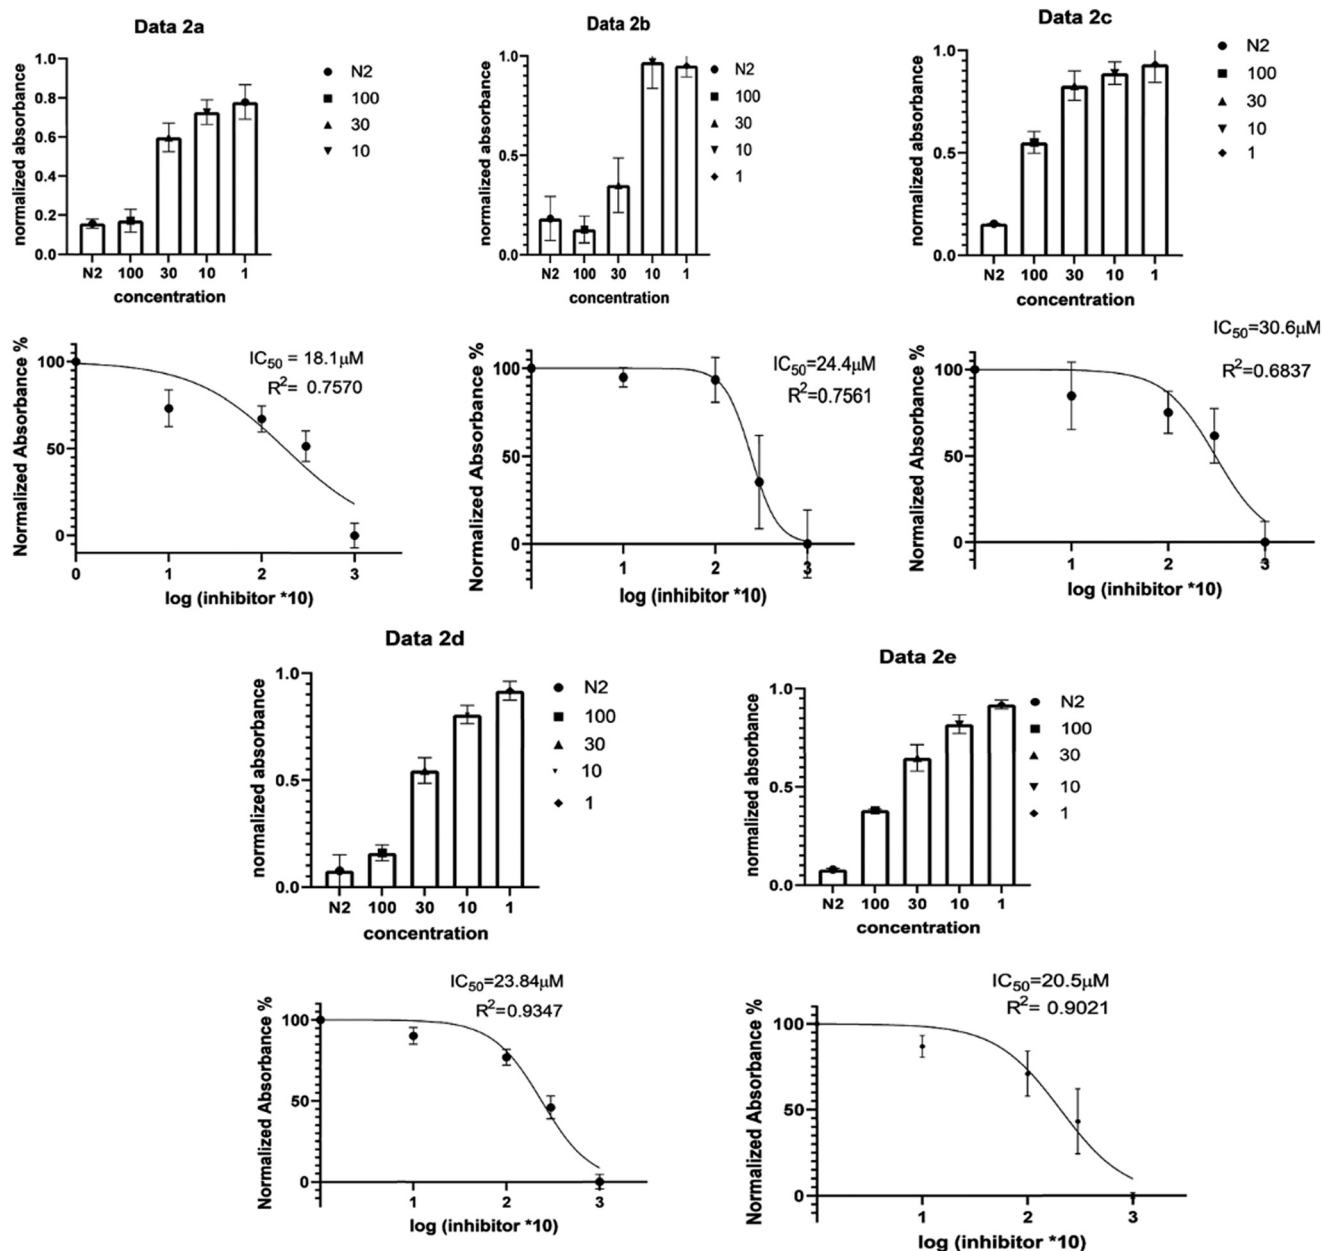 Data 2a
normalized absorbance
1.0
0.8
0.6
0.4
0.2
0.0
N2 100 30 10 1
concentration
N2
100
30
10
Data 2b
normalized absorbance
1.0
0.5
0.0
N2 100 30 10 1
concentration
N2
100
30
10
1
Data 2c
normalized absorbance
1.0
0.5
0.0
N2 100 30 10 1
concentration
N2
100
30
10
1
Normalized Absorbance %
100
50
0
0 1 2 3
log (inhibitor *10)
IC50 = 18.1μM
R2= 0.7570
Normalized Absorbance %
100
50
0
1 2 3
log (inhibitor *10)
IC50=24.4μM
R2=0.7561
Normalized Absorbance %
100
50
0
1 2 3
log (inhibitor *10)
IC50=30.6μM
R2=0.6837
Data 2d
normalized absorbance
1.0
0.5
0.0
N2 100 30 10 1
concentration
N2
100
30
10
1
Data 2e
normalized absorbance
1.0
0.5
0.0
N2 100 30 10 1
concentration
N2
100
30
10
1
Normalized Absorbance %
100
50
0
1 2 3
log (inhibitor *10)
IC50=23.84μM
R2=0.9347
Normalized Absorbance %
100
50
0
1 2 3
log (inhibitor *10)
IC50=20.5μM
R2= 0.9021